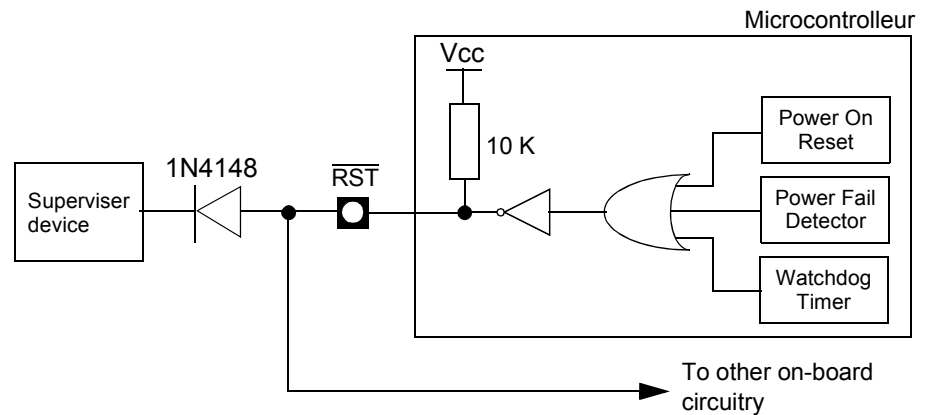 Microcontrolleur
Vcc
10 K
Power On
Reset
1N4148
RST
Superviser
device
Power Fail
Detector
Watchdog
Timer
To other on-board
circuitry